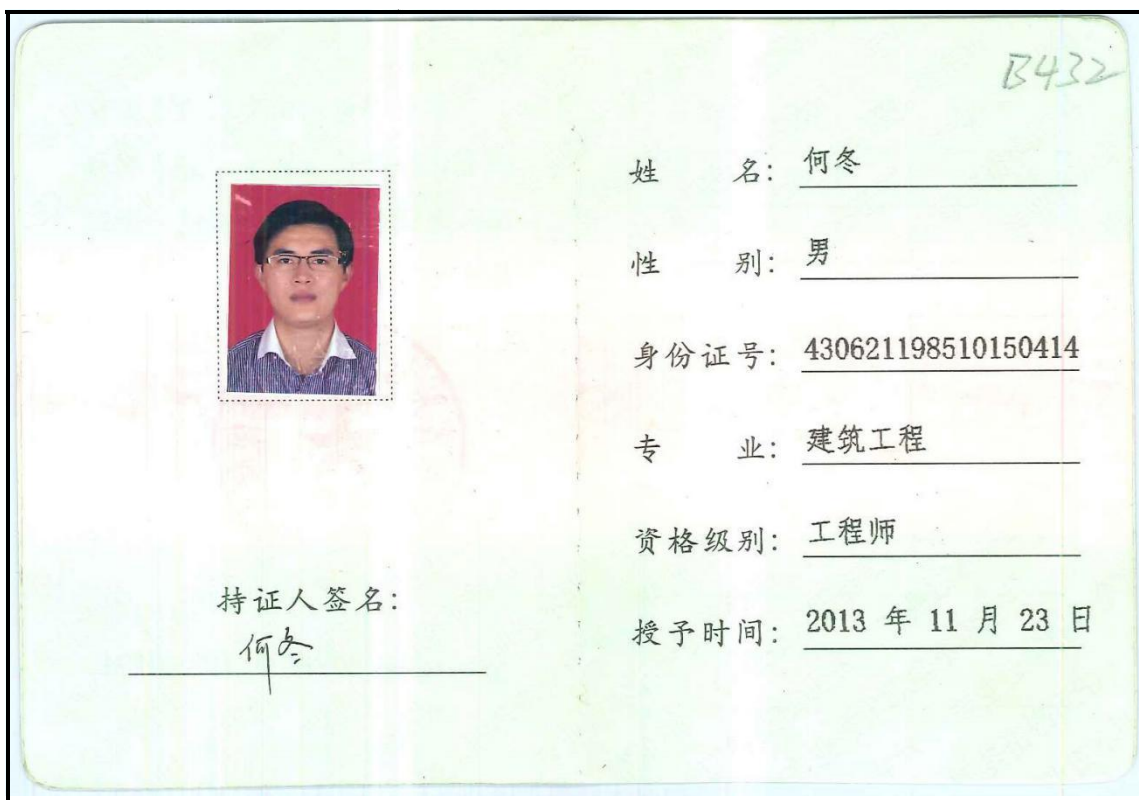 B432
姓 名: 何冬
性 别: 男
身份证号: 430621198510150414
专 业: 建筑工程
资格级别: 工程师
授予时间: 2013 年 11 月 23 日
持证人签名:
何冬